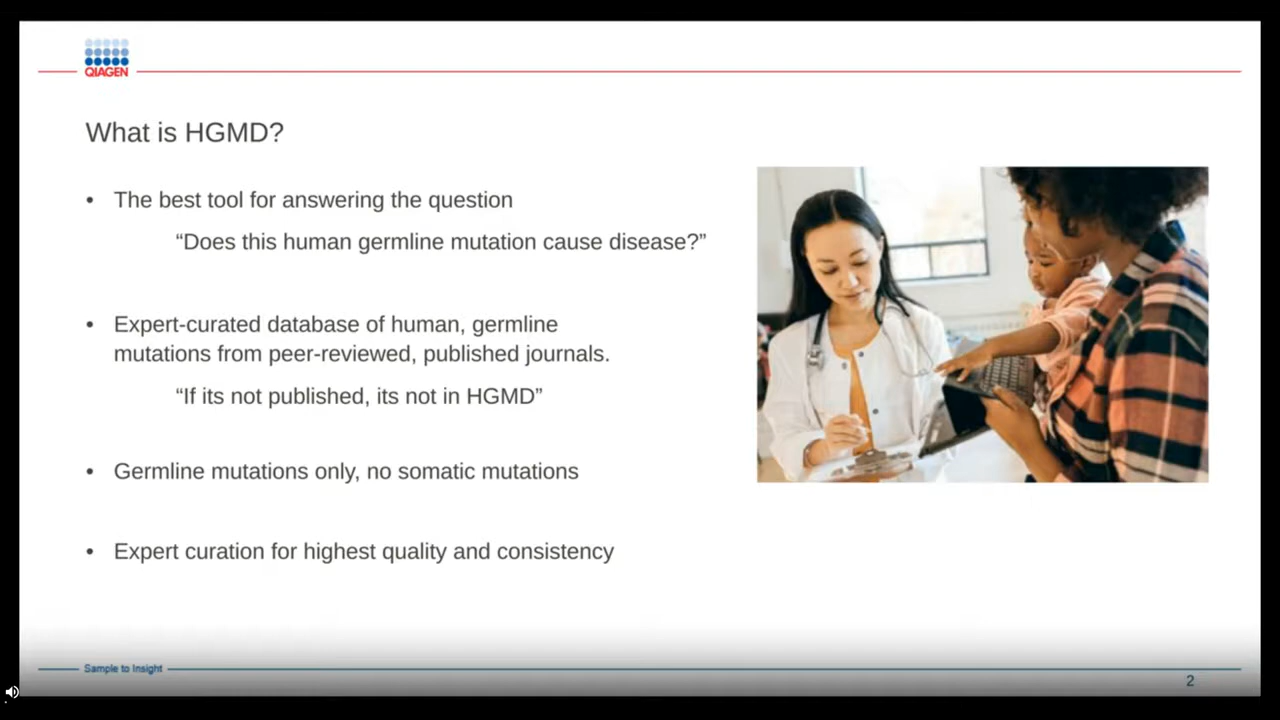 QIAGEN
What is HGMD?
• The best tool for answering the question
“Does this human germline mutation cause disease?”
• Expert-curated database of human, germline
mutations from peer-reviewed, published journals.
“If its not published, its not in HGMD”
• Germline mutations only, no somatic mutations
• Expert curation for highest quality and consistency
Sample to Insight
2